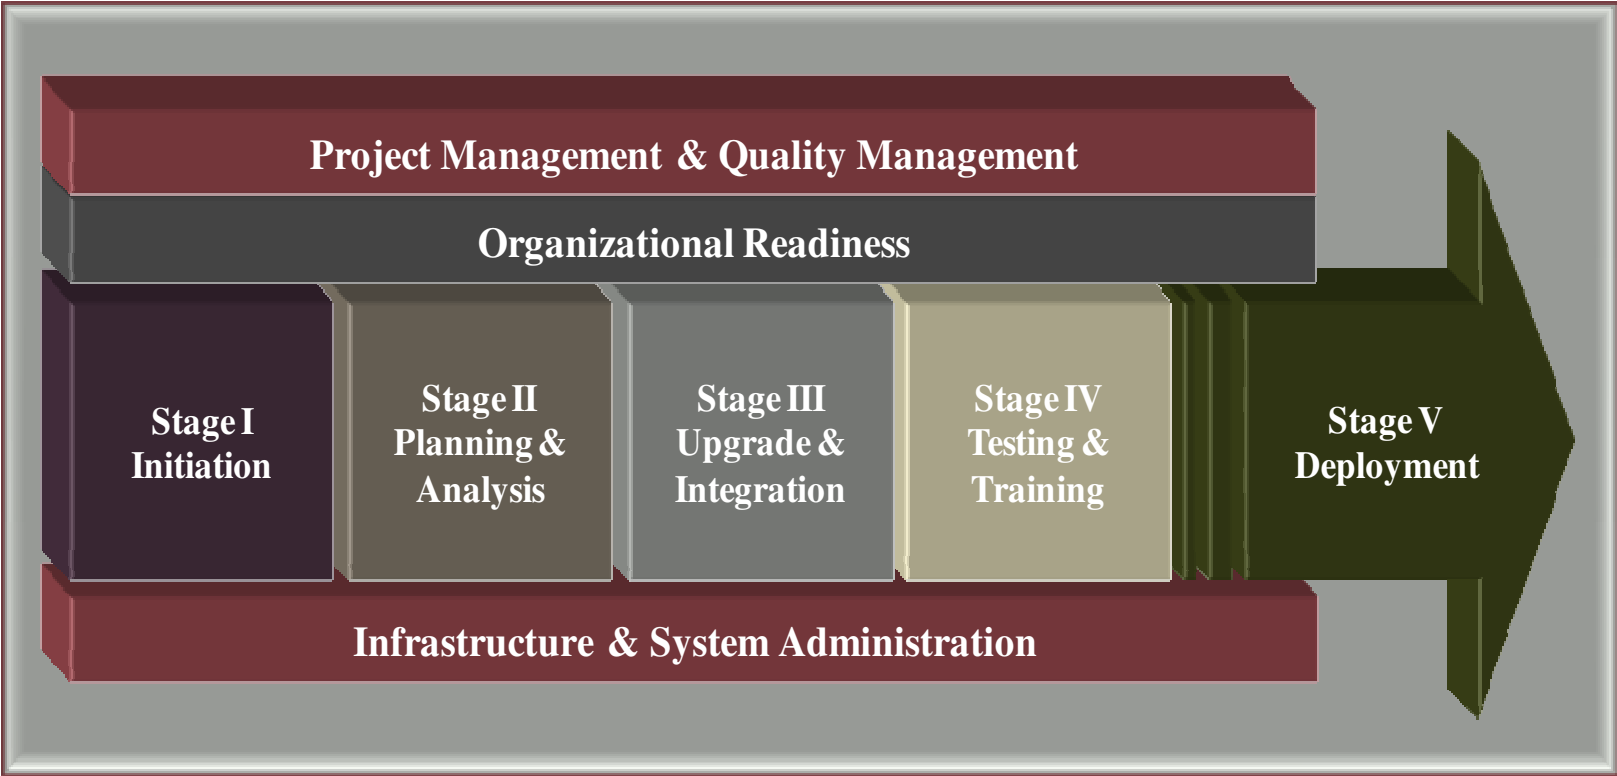 Project Management & Quality Management
Organizational Readiness
Stage I
Initiation
Stage II
Planning &
Analysis
Stage III
Upgrade &
Integration
Stage IV
Testing &
Training
Stage V
Deployment
Infrastructure & System Administration